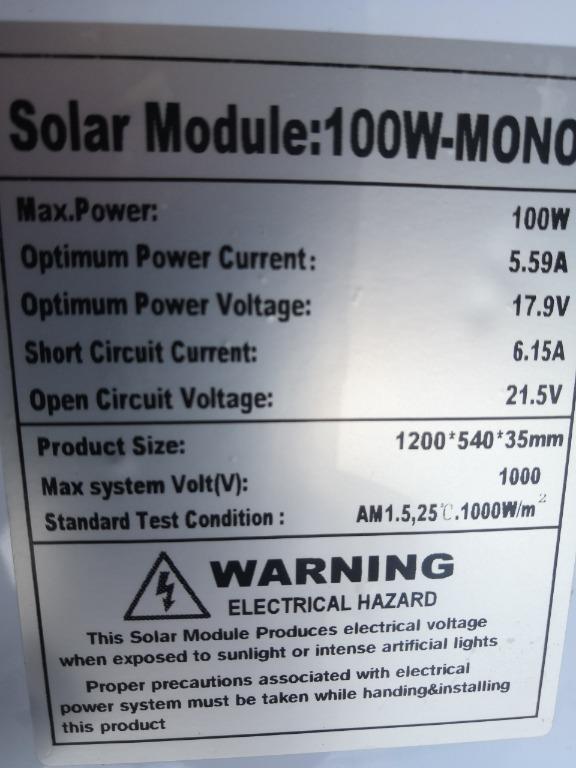 Solar Module:100W-MONO
Max.Power: 100W
Optimum Power Current: 5.59A
Optimum Power Voltage: 17.9V
Short Circuit Current: 6.15A
Open Circuit Voltage: 21.5V
Product Size: 1200*540*35mm
Max system Volt(V): 1000
Standard Test Condition : AM1.5,25℃.1000W/m²
WARNING
ELECTRICAL HAZARD
This Solar Module Produces electrical voltage
when exposed to sunlight or intense artificial lights
Proper precautions associated with electrical
power system must be taken while handing&installing
this product